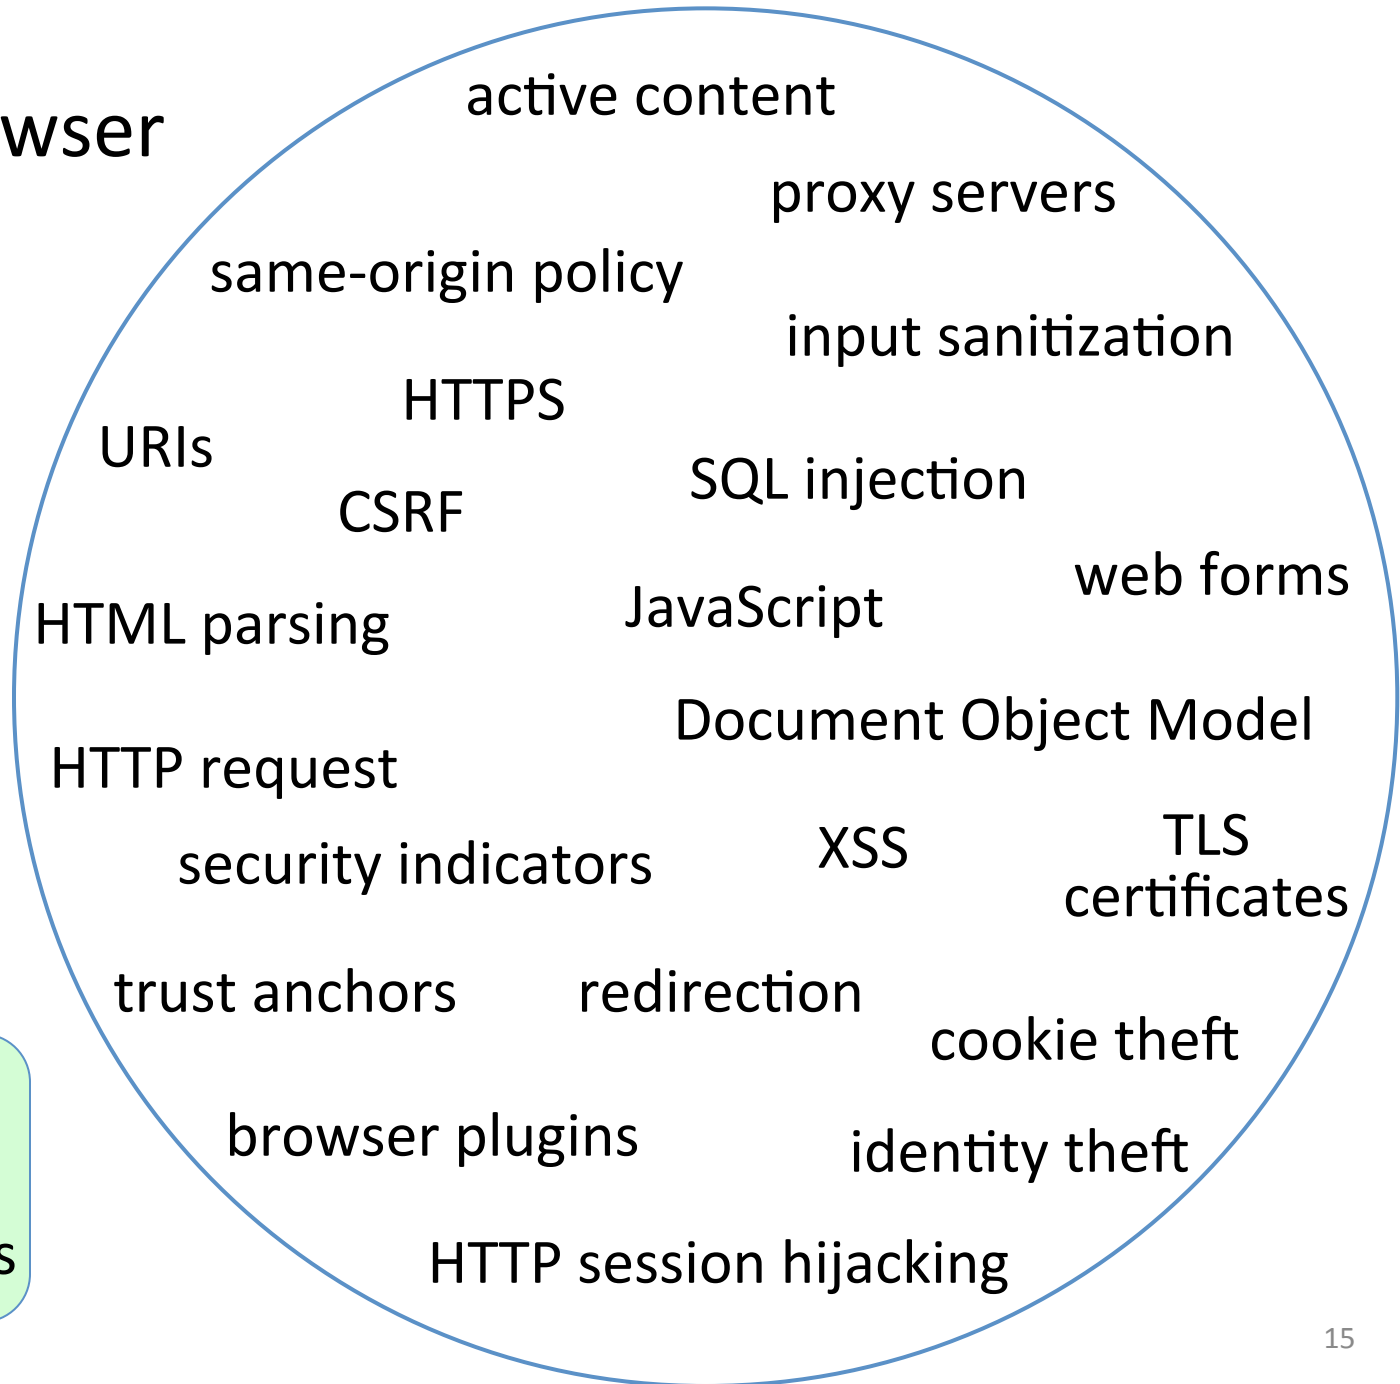 active content
wser
proxy servers
same-origin policy
input sanitization
HTTPS
URIs
SQL injection
CSRF
web forms
JavaScript
HTML parsing
Document Object Model
HTTP request
XSS
TLS
certificates
security indicators
trust anchors
redirection
cookie theft
browser plugins
identity theft
s
HTTP session hijacking
15